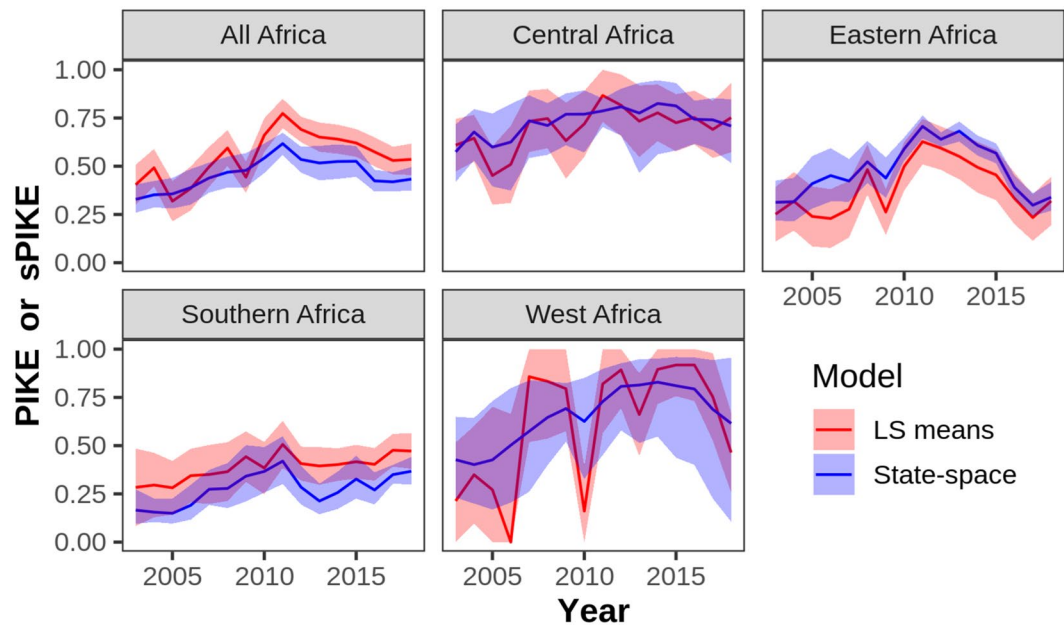 All Africa
Central Africa
Eastern Africa
1.00
0.75
0.50
0.25
0.00
2005 2010 2015
PIKE or sPIKE
Southern Africa
West Africa
1.00
0.75
0.50
0.25
0.00
2005 2010 2015
2005 2010 2015
Year
Model
LS means
State-space